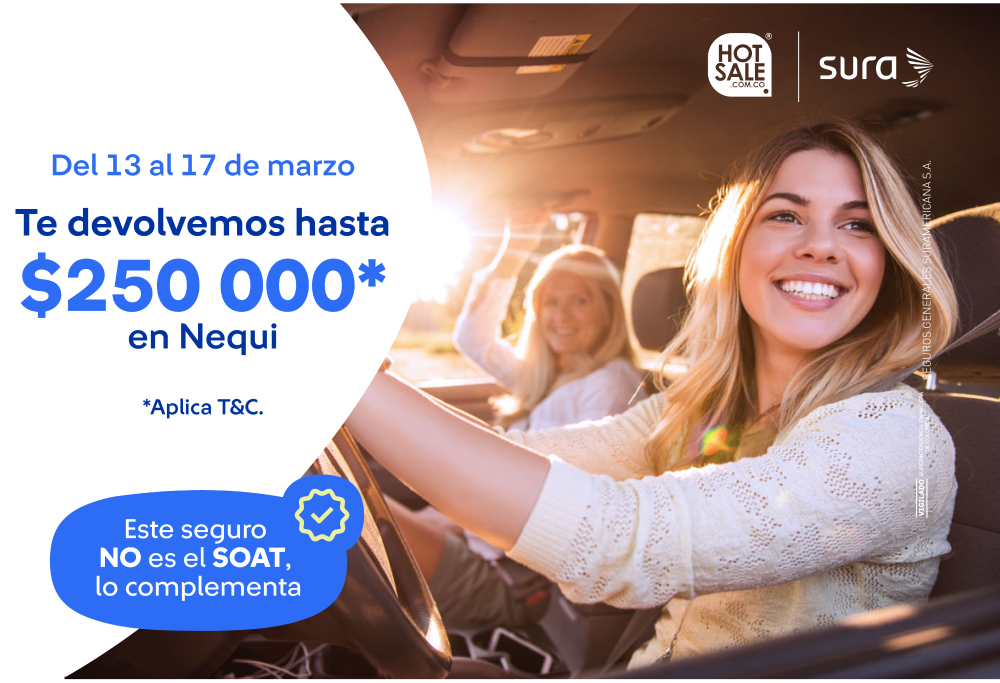 HOT
SALE
.COM.CO
®
sura
Del 13 al 17 de marzo
Te devolvemos hasta
$250 000*
en Nequi
*Aplica T&C.
Este seguro
NO es el SOAT,
lo complementa
SEGUROS GENERALES SURAMERICANA S.A.
VIGILADO